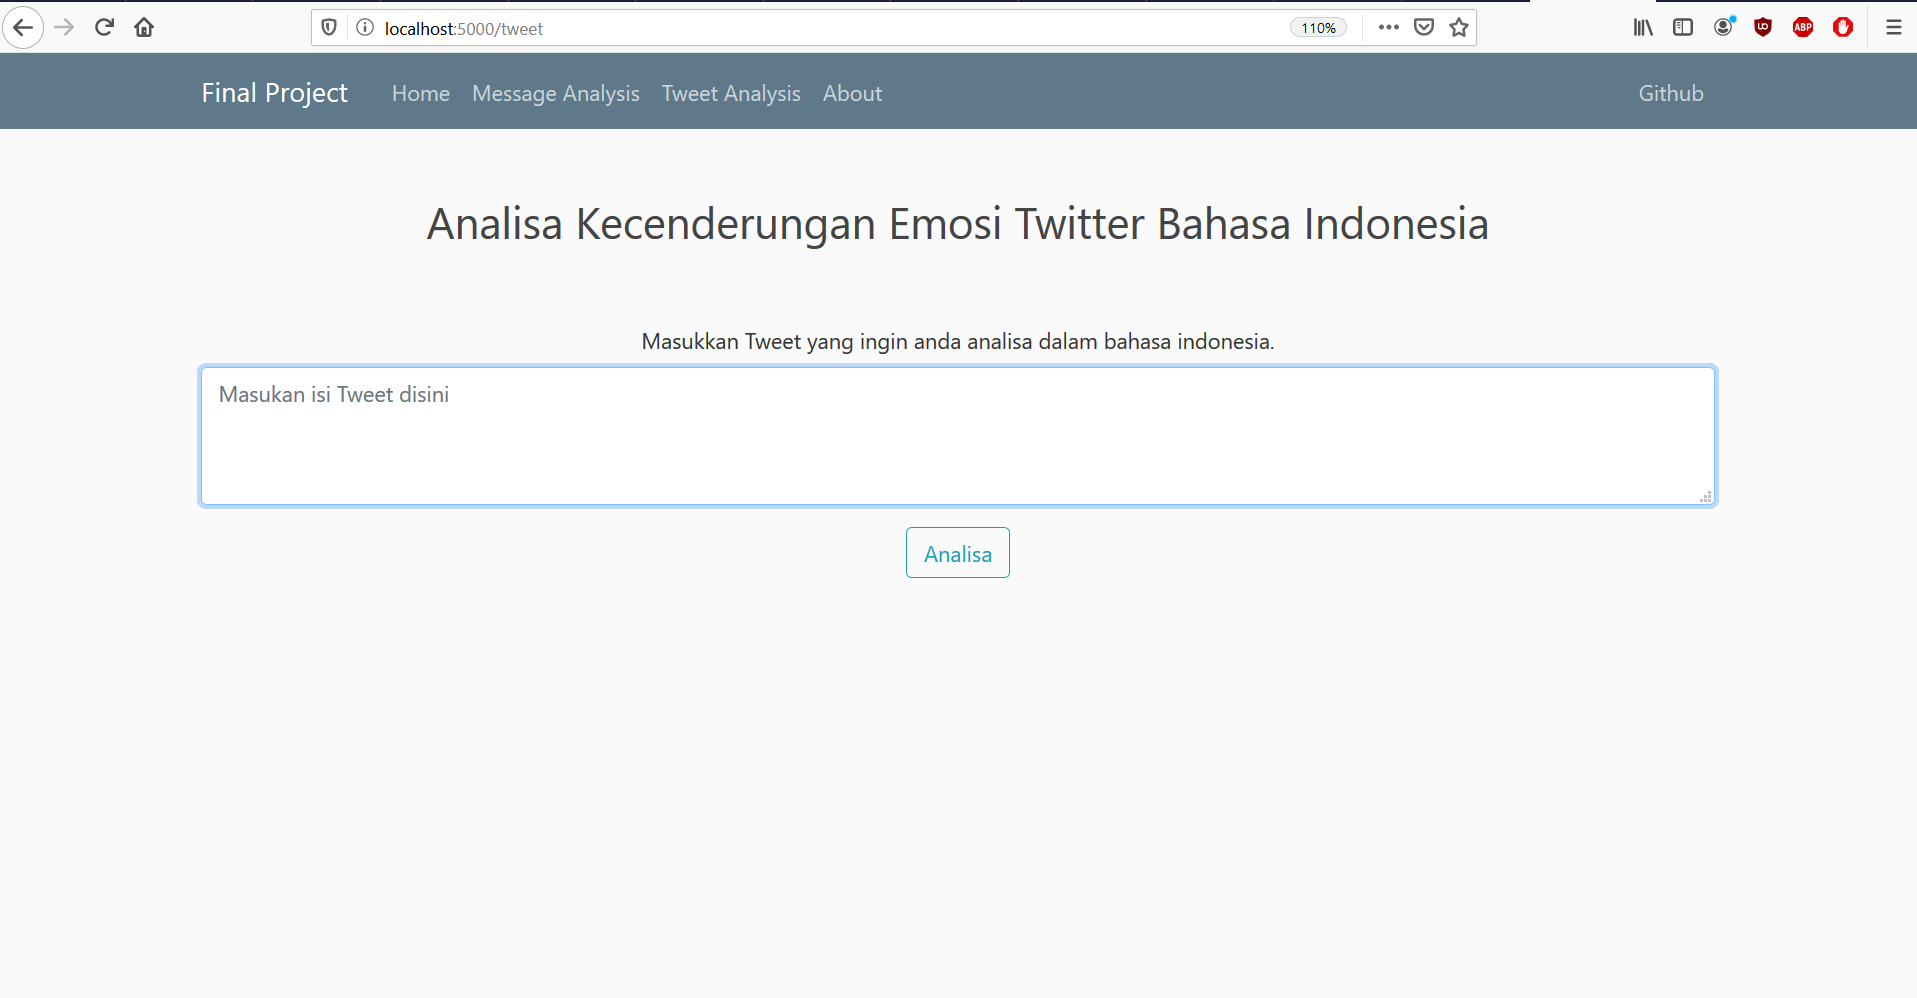 localhost:5000/tweet
110%
Final Project
Home
Message Analysis
Tweet Analysis
About
Github
Analisa Kecenderungan Emosi Twitter Bahasa Indonesia
Masukkan Tweet yang ingin anda analisa dalam bahasa indonesia.
Masukan isi Tweet disini
Analisa
ABP